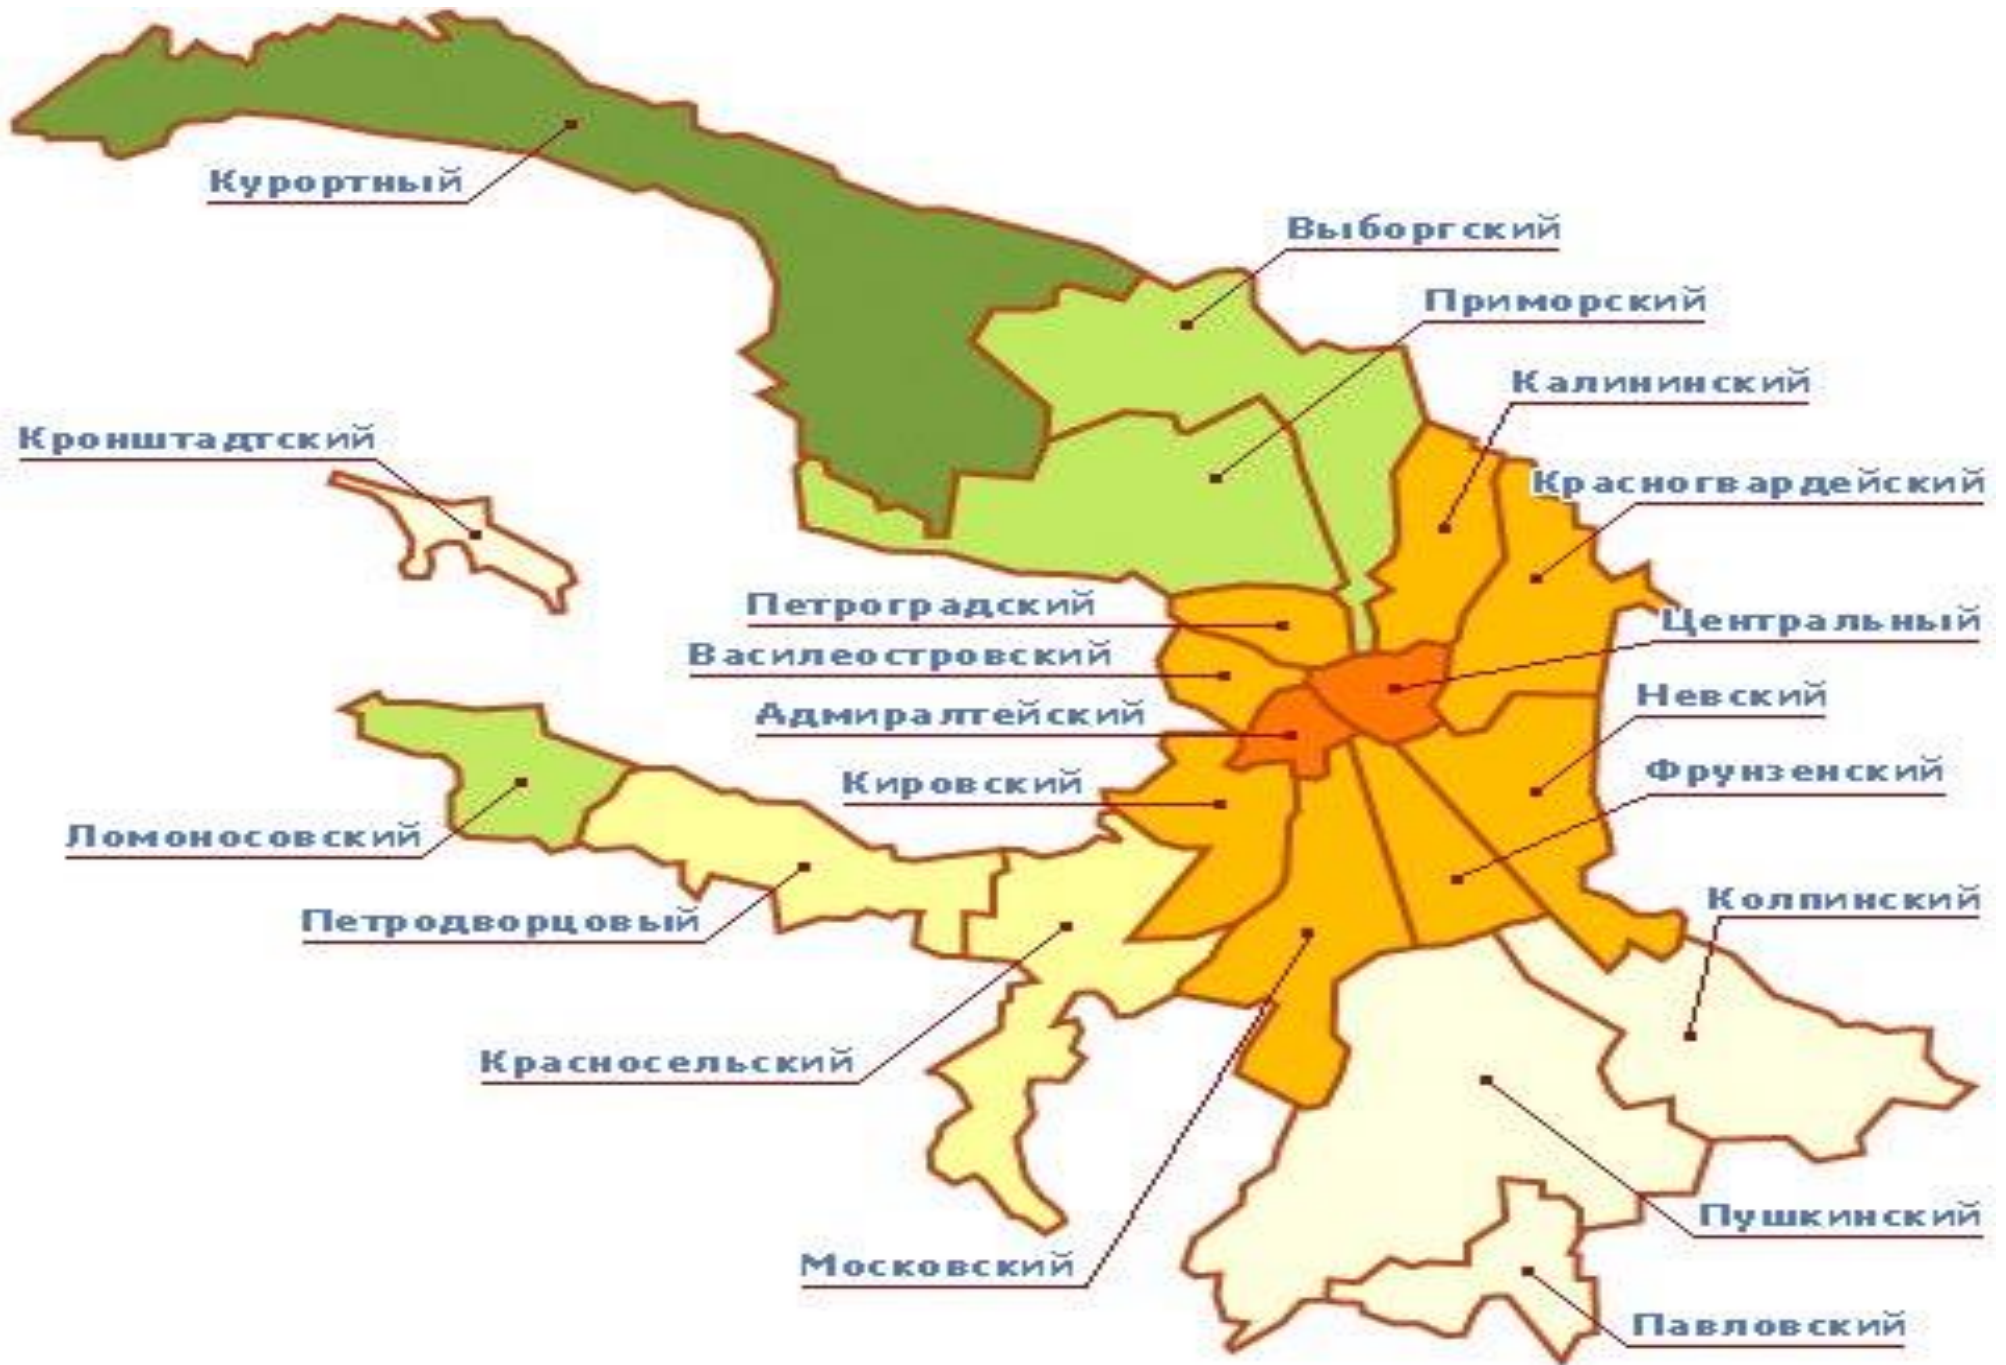 Курортный
Выборгский
Приморский
Калининский
Кронштадтский
Красногвардейский
Петроградский
Центральный
Василеостровский
Невский
Адмиралтейский
Фрунзенский
Кировский
Ломоносовский
Колпинский
Петродворцовый
Красносельский
Пушкинский
Московский
Павловский